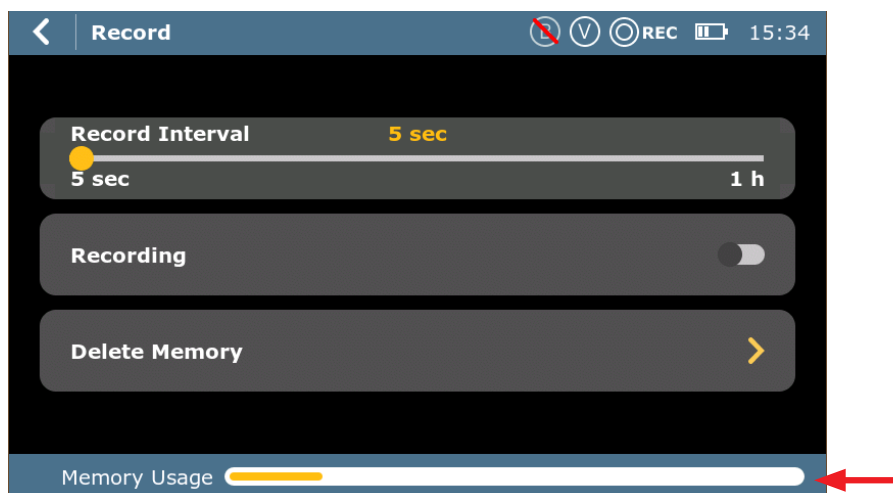 Record B V REC 15:34
Record Interval 5 sec
5 sec 1 h
Recording
Delete Memory
Memory Usage